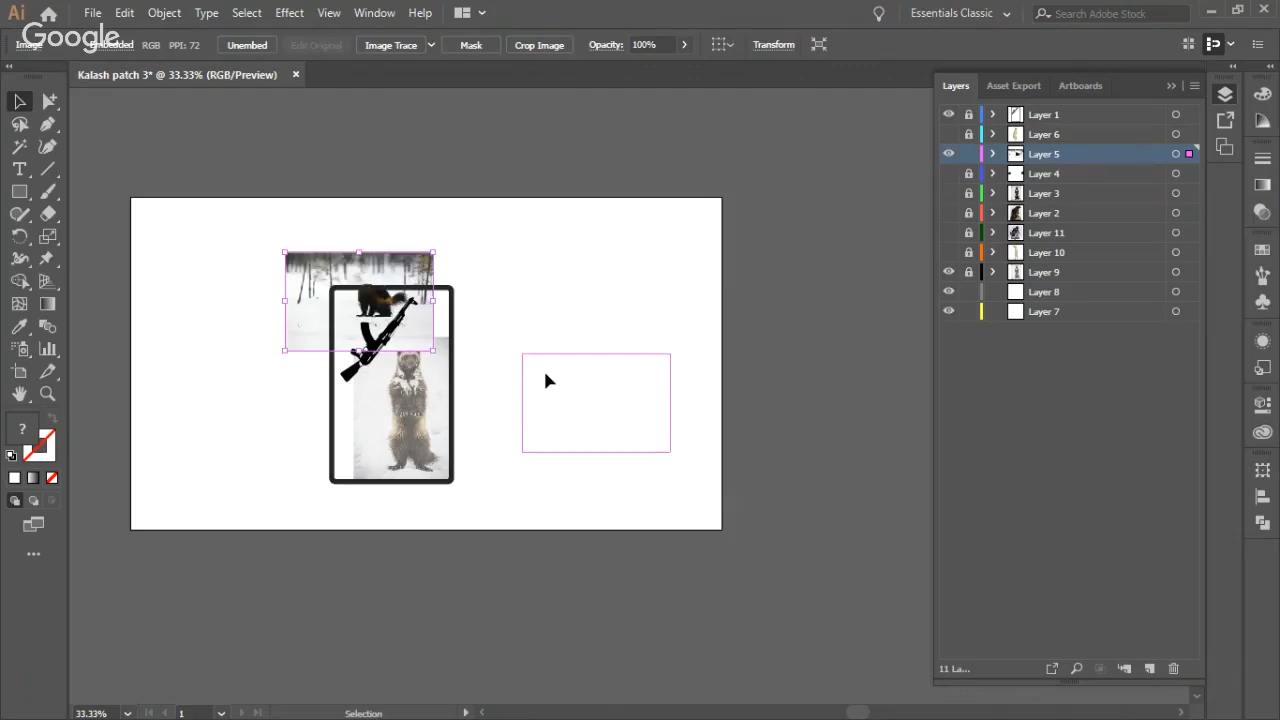 Ai File Edit Object Type Select Effect View Window Help Essentials Classic Search Adobe Stock
Google
Image Embedded RGB PPI: 72 Unembed Edit Original Image Trace Mask Crop Image Opacity: 100% Transform
Kalash patch 3* @ 33.33% (RGB/Preview)
Layers Asset Export Artboards
Layer 1
Layer 6
Layer 5
Layer 4
Layer 3
Layer 2
Layer 11
Layer 10
Layer 9
Layer 8
Layer 7
?
11 La...
33.33% 1 Selection